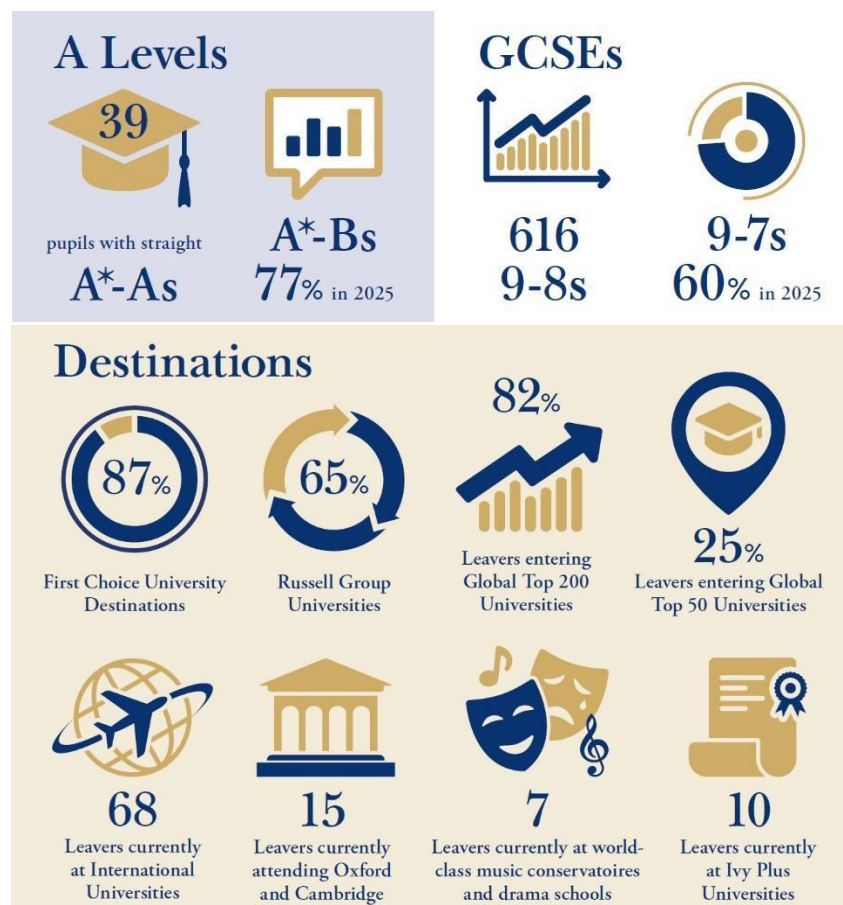 A Levels
39
pupils with straight
A*-As
A*-Bs
77% in 2025
GCSEs
616
9-8s
9-7s
60% in 2025
Destinations
87%
First Choice University
Destinations
65%
Russell Group
Universities
82%
Leavers entering
Global Top 200
Universities
25%
Leavers entering Global
Top 50 Universities
68
Leavers currently
at International
Universities
15
Leavers currently
attending Oxford
and Cambridge
7
Leavers currently at world-
class music conservatoires
and drama schools
10
Leavers currently
at Ivy Plus
Universities